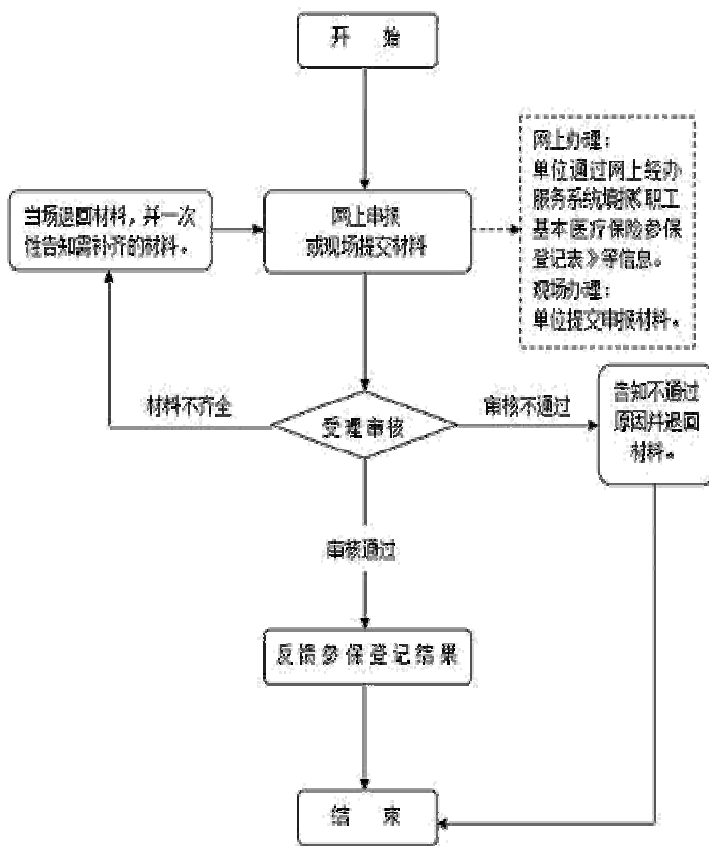 开 始
网上办理：
单位通过网上经办
服务系统填报《职工
基本医疗保险参保
登记表》等信息。
现场办理：
单位提交申报材料。
当场退回材料，并一次
性告知需补齐的材料。
网上申报
或现场提交材料
材料不齐全
受理审核
审核不通过
告知不通过
原因并退回
材料。
审核通过
反馈参保登记结果
结 束